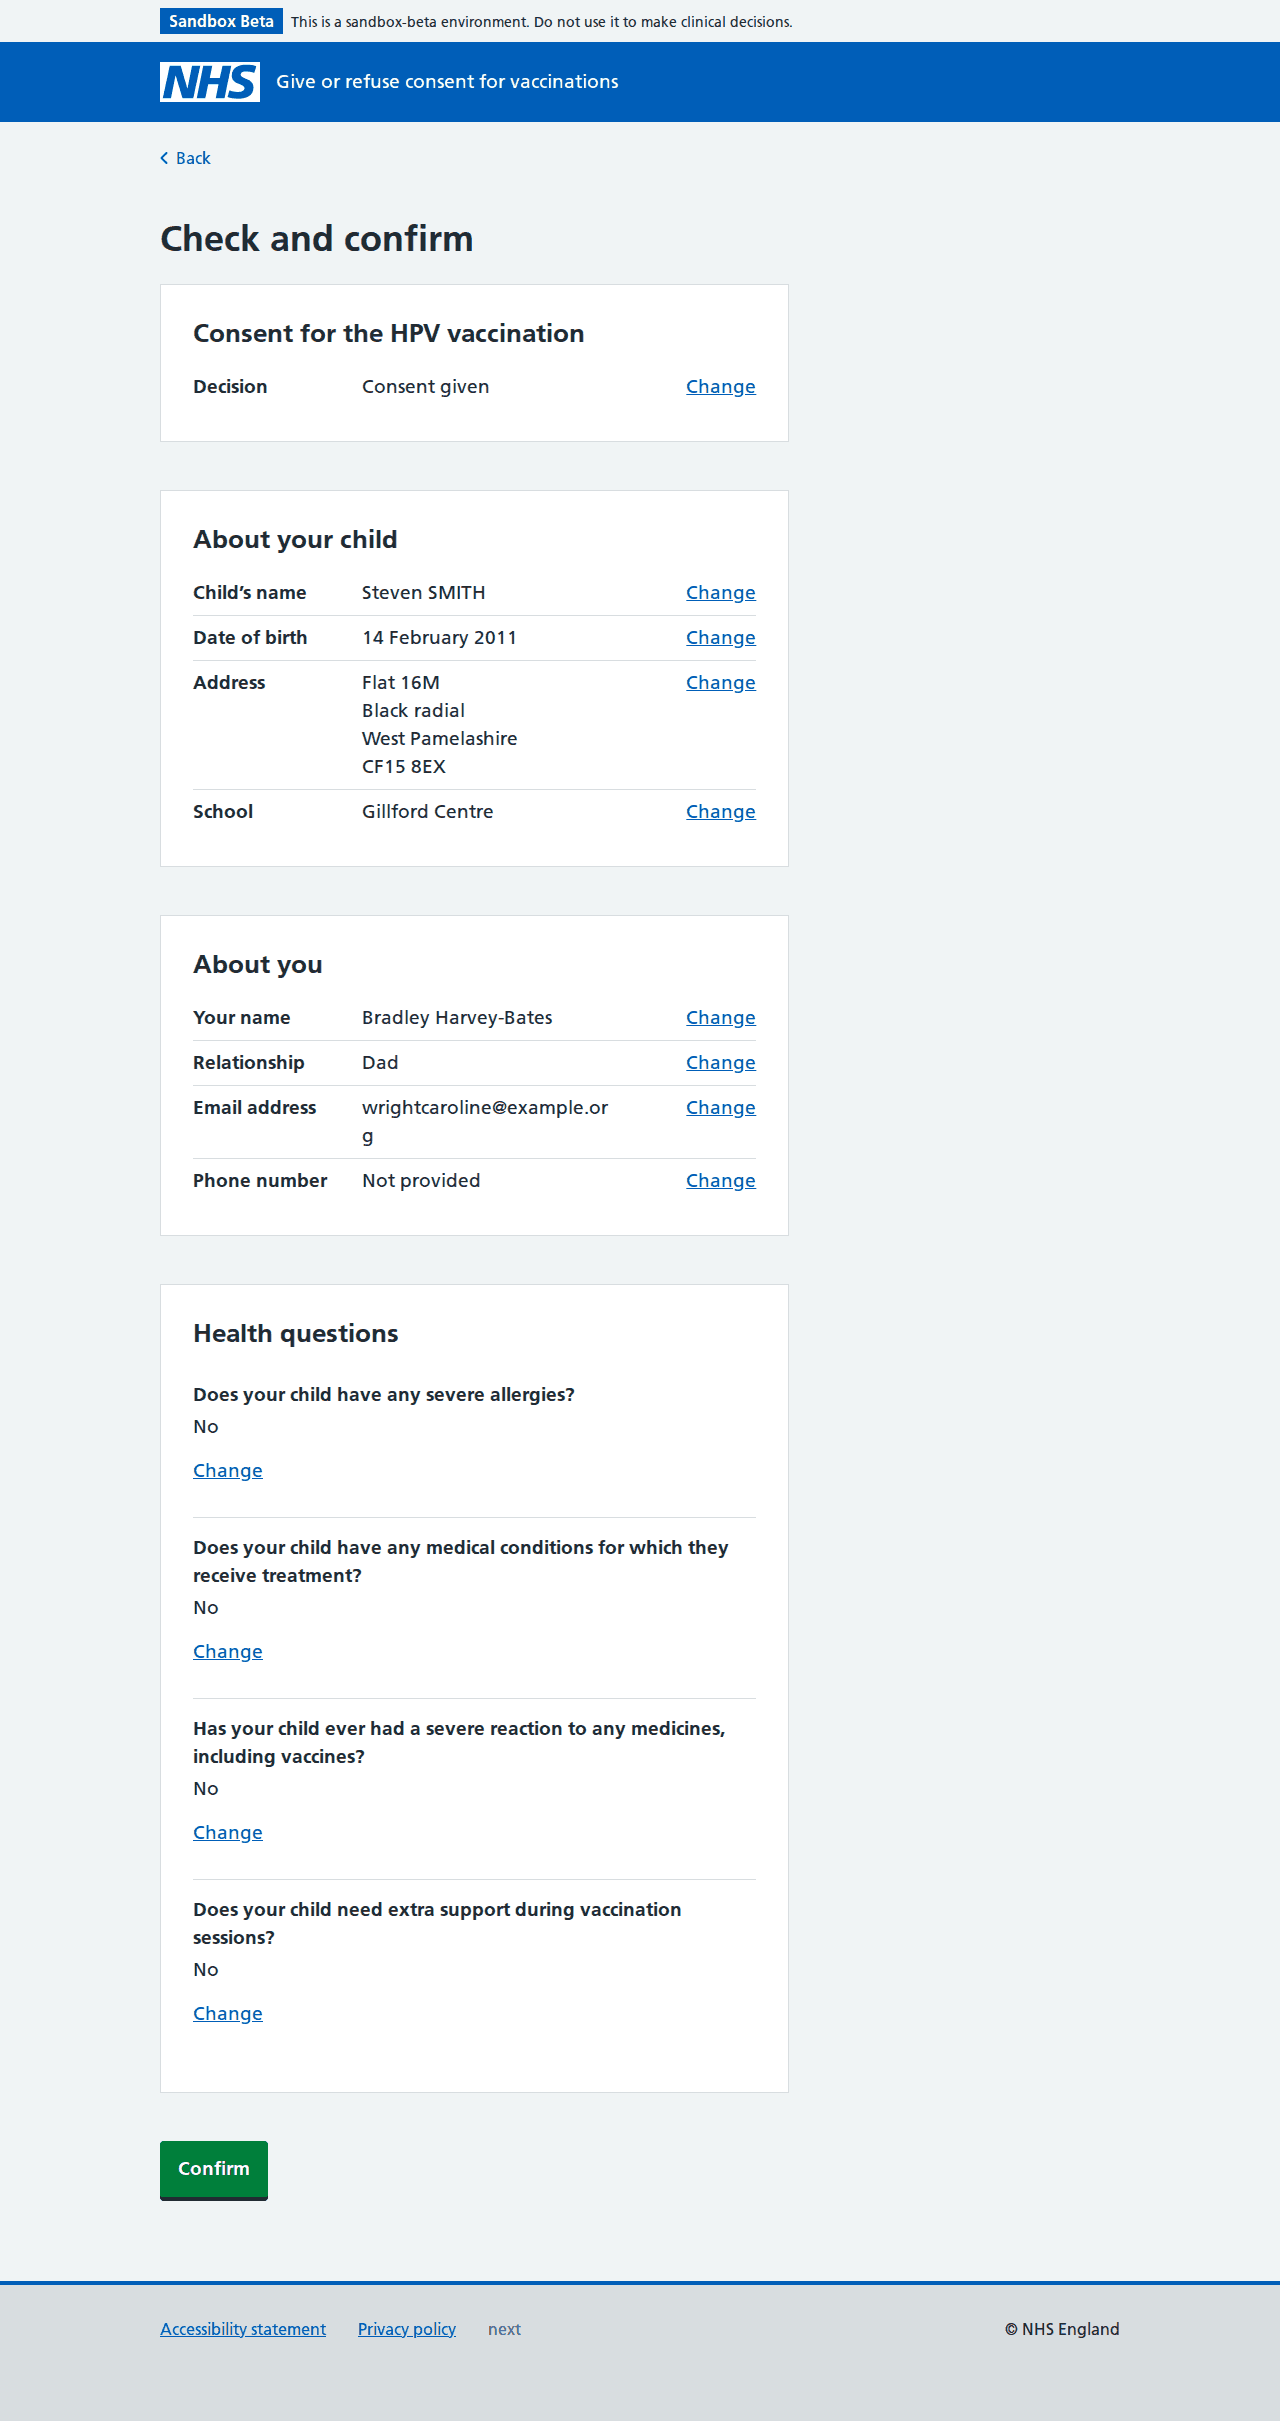 Sandbox Beta This is a sandbox-beta environment. Do not use it to make clinical decisions.
NHS Give or refuse consent for vaccinations
Back
Check and confirm
Consent for the HPV vaccination
Decision Consent given Change
About your child
Child’s name Steven SMITH Change
Date of birth 14 February 2011 Change
Address Flat 16M Change
Black radial
West Pamelashire
CF15 8EX
School Gillford Centre Change
About you
Your name Bradley Harvey-Bates Change
Relationship Dad Change
Email address wrightcaroline@example.or Change
g
Phone number Not provided Change
Health questions
Does your child have any severe allergies?
No
Change
Does your child have any medical conditions for which they
receive treatment?
No
Change
Has your child ever had a severe reaction to any medicines,
including vaccines?
No
Change
Does your child need extra support during vaccination
sessions?
No
Change
Confirm
Accessibility statement Privacy policy next © NHS England